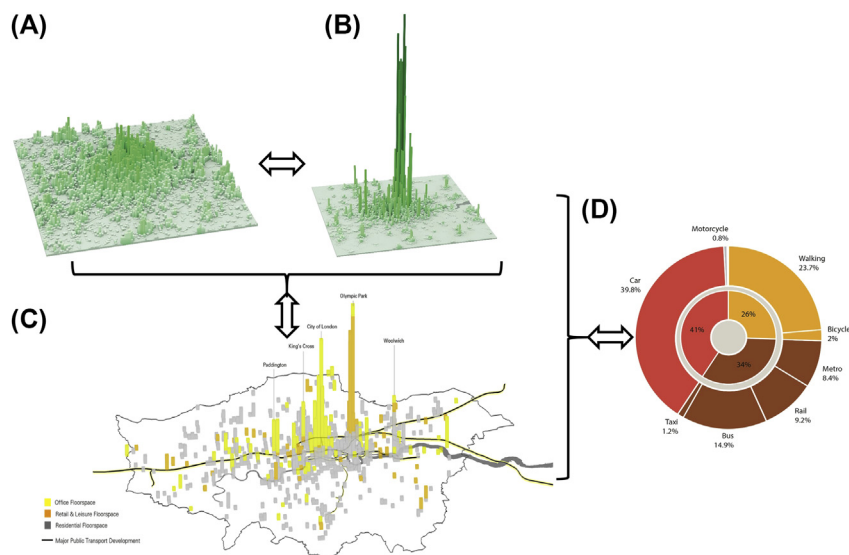 (A)
(B)
(C)
Olympic Park
City of London
King's Cross
Woolwich
Paddington
Office Floorspace
Retail & Leisure Floorspace
Residential Floorspace
Major Public Transport Development
(D)
Motorcycle
0.8%
Walking
23.7%
Car
39.8%
26%
41%
34%
Bicycle
2%
Metro
8.4%
Rail
9.2%
Taxi
1.2%
Bus
14.9%